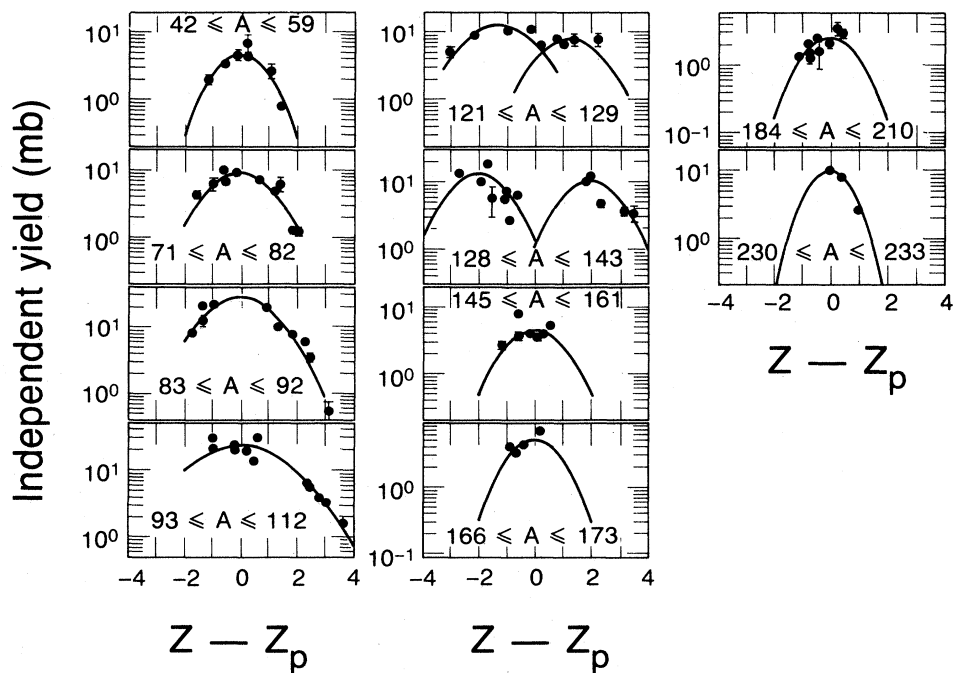 Independent yield (mb)
42 ⩽ A ⩽ 59
10¹
10⁰
71 ⩽ A ⩽ 82
10¹
10⁰
83 ⩽ A ⩽ 92
10¹
10⁰
93 ⩽ A ⩽ 112
10¹
10⁰
−4 −2 0 2 4
Z — Zₚ
121 ⩽ A ⩽ 129
10¹
10⁰
128 ⩽ A ⩽ 143
10¹
10⁰
145 ⩽ A ⩽ 161
10⁰
166 ⩽ A ⩽ 173
10⁰
10⁻¹
−4 −2 0 2 4
Z — Zₚ
184 ⩽ A ⩽ 210
10⁰
10⁻¹
230 ⩽ A ⩽ 233
10¹
10⁰
−4 −2 0 2 4
Z — Zₚ